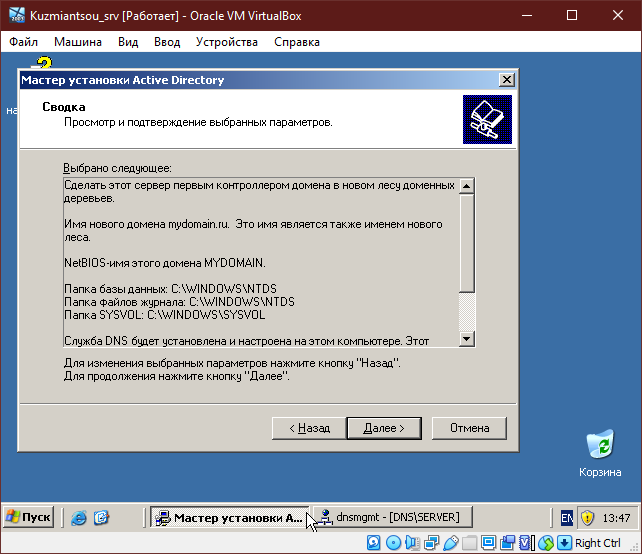 Kuzmiantsou_srv [Работает] - Oracle VM VirtualBox
Файл Машина Вид Ввод Устройства Справка
на
Мастер установки Active Directory
Сводка
Просмотр и подтверждение выбранных параметров.
Выбрано следующее:
Сделать этот сервер первым контроллером домена в новом лесу доменных
деревьев.
Имя нового домена mydomain.ru. Это имя является также именем нового
леса.
NetBIOS-имя этого домена MYDOMAIN.
Папка базы данных: C:\WINDOWS\NTDS
Папка файлов журнала: C:\WINDOWS\NTDS
Папка SYSVOL: C:\WINDOWS\SYSVOL
Служба DNS будет установлена и настроена на этом компьютере. Этот
Для изменения выбранных параметров нажмите кнопку "Назад".
Для продолжения нажмите кнопку "Далее".
< Назад Далее > Отмена
Корзина
Пуск Мастер установки A... dnsmgmt - [DNS\SERVER] EN 13:47
Right Ctrl